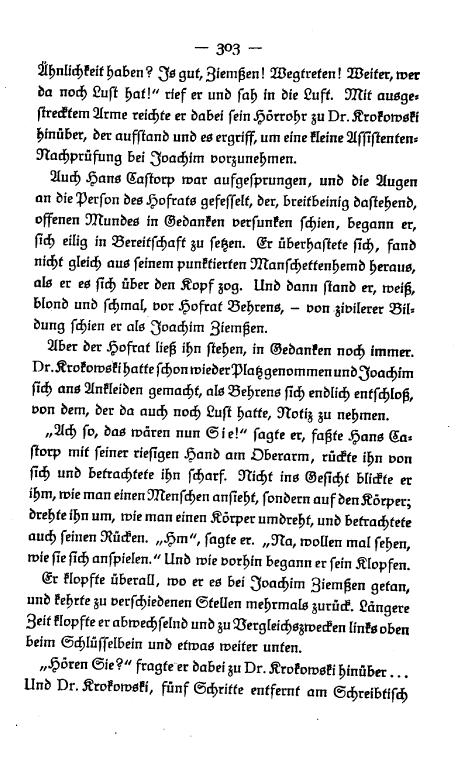 — 303 —
Ähnlichkeit haben? Is gut, Ziemßen! Wegtreten! Weiter, wer
da noch Lust hat!“ rief er und sah in die Luft. Mit ausge-
strecktem Arme reichte er dabei sein Hörrohr zu Dr. Krokowski
hinüber, der aufstand und es ergriff, um eine kleine Assistenten-
Nachprüfung bei Joachim vorzunehmen.
Auch Hans Castorp war aufgesprungen, und die Augen
an die Person des Hofrats gefesselt, der, breitbeinig dastehend,
offenen Mundes in Gedanken versunken schien, begann er,
sich eilig in Bereitschaft zu setzen. Er überhastete sich, fand
nicht gleich aus seinem punktierten Manschettenhemd heraus,
als er es sich über den Kopf zog. Und dann stand er, weiß,
blond und schmal, vor Hofrat Behrens, – von zivilerer Bil-
dung schien er als Joachim Ziemßen.
Aber der Hofrat ließ ihn stehen, in Gedanken noch immer.
Dr. Krokowski hatte schon wieder Platz genommen und Joachim
sich ans Ankleiden gemacht, als Behrens sich endlich entschloß,
von dem, der da auch noch Lust hatte, Notiz zu nehmen.
„Ach so, das wären nun Sie!“ sagte er, faßte Hans Ca-
storp mit seiner riesigen Hand am Oberarm, rückte ihn von
sich und betrachtete ihn scharf. Nicht ins Gesicht blickte er
ihm, wie man einen Menschen ansieht, sondern auf den Körper;
drehte ihn um, wie man einen Körper umdreht, und betrachtete
auch seinen Rücken. „Hm“, sagte er. „Na, wollen mal sehen,
wie sie sich anspielen.“ Und wie vorhin begann er sein Klopfen.
Er klopfte überall, wo er es bei Joachim Ziemßen getan,
und kehrte zu verschiedenen Stellen mehrmals zurück. Längere
Zeit klopfte er abwechselnd und zu Vergleichszwecken links oben
beim Schlüsselbein und etwas weiter unten.
„Hören Sie?“ fragte er dabei zu Dr. Krokowski hinüber . . .
Und Dr. Krokowski, fünf Schritte entfernt am Schreibtisch